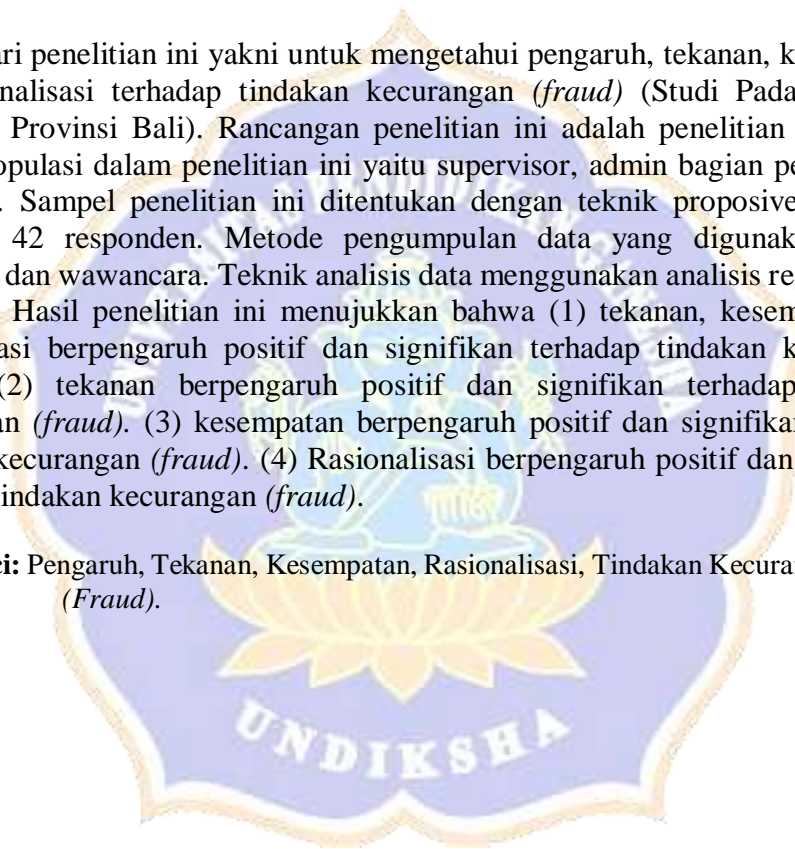 ari penelitian ini yakni untuk mengetahui pengaruh, tekanan, k
nalisasi terhadap tindakan kecurangan (fraud) (Studi Pada
Provinsi Bali). Rancangan penelitian ini adalah penelitian
opulasi dalam penelitian ini yaitu supervisor, admin bagian pe
. Sampel penelitian ini ditentukan dengan teknik proposive
42 responden. Metode pengumpulan data yang digunak
dan wawancara. Teknik analisis data menggunakan analisis re
Hasil penelitian ini menujukkan bahwa (1) tekanan, kesem
asi berpengaruh positif dan signifikan terhadap tindakan k
(2) tekanan berpengaruh positif dan signifikan terhadap
an (fraud). (3) kesempatan berpengaruh positif dan signifikan
kecurangan (fraud). (4) Rasionalisasi berpengaruh positif dan
indakan kecurangan (fraud).
ci: Pengaruh, Tekanan, Kesempatan, Rasionalisasi, Tindakan Kecuran
(Fraud).
UNIVERSITAS PENDIDIKAN GANESHA
UNDIKSHA